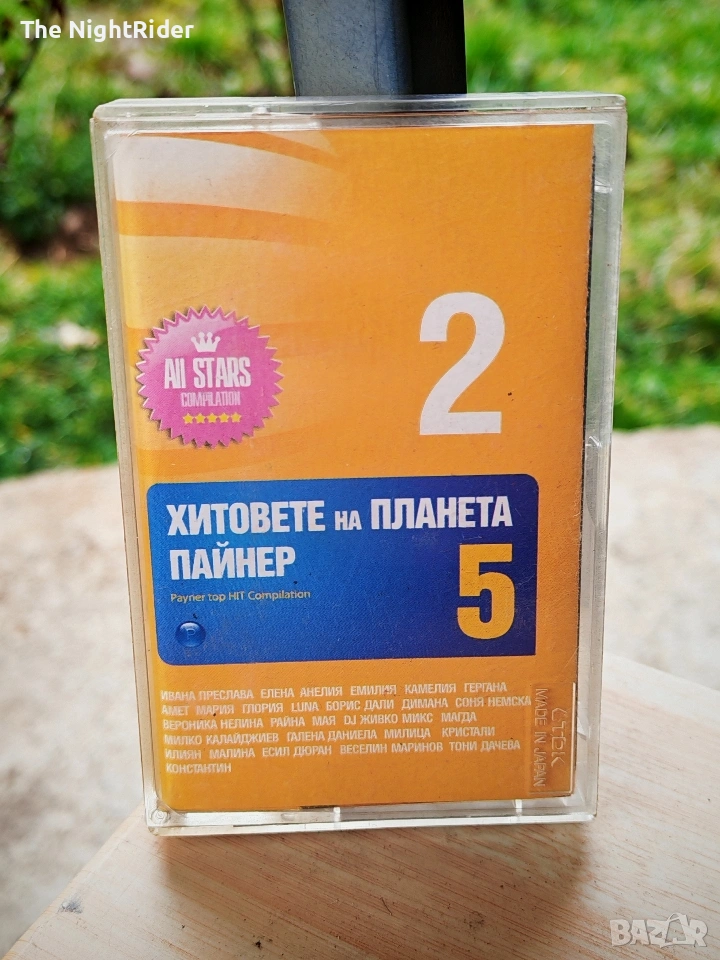 The NightRider
2
All STARS
COMPILATION
ХИТОВЕТЕ НА ПЛАНЕТА
ПАЙНЕР
5
Payner top HIT Compilation
ИВАНА ПРЕСЛАВА ЕЛЕНА АНЕЛИЯ ЕМИЛИЯ КАМЕЛИЯ ГЕРГАНА
АМЕТ МАРИЯ ГЛОРИЯ LUNA БОРИС ДАЛИ ДИМАНА СОНЯ НЕМСКА
ВЕРОНИКА НЕЛИНА РАЙНА МАЯ DJ ЖИВКО МИКС МАГДА
МИЛКО КАЛАЙДЖИЕВ ГАЛЕНА ДАНИЕЛА МИЛИЦА КРИСТАЛИ
ИЛИЯН МАЛИНА ЕСИЛ ДЮРАН ВЕСЕЛИН МАРИНОВ ТОНИ ДАЧЕВА
КОНСТАНТИН
TDK
MADE IN JAPAN
BAZAR